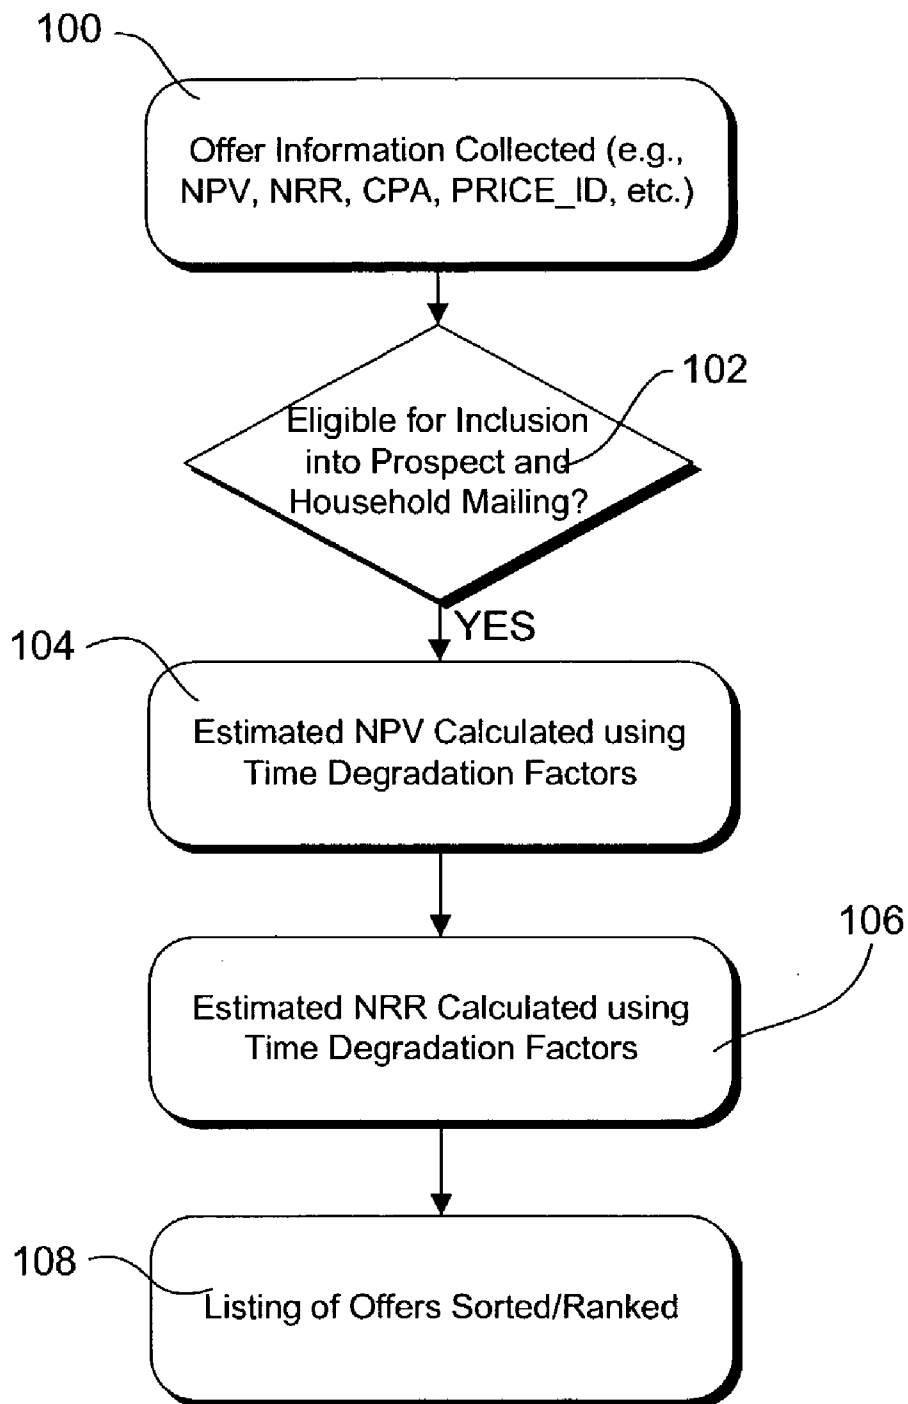 100
Offer Information Collected (e.g.,
NPV, NRR, CPA, PRICE_ID, etc.)
102
Eligible for Inclusion
into Prospect and
Household Mailing?
YES
104
Estimated NPV Calculated using
Time Degradation Factors
106
Estimated NRR Calculated using
Time Degradation Factors
108
Listing of Offers Sorted/Ranked